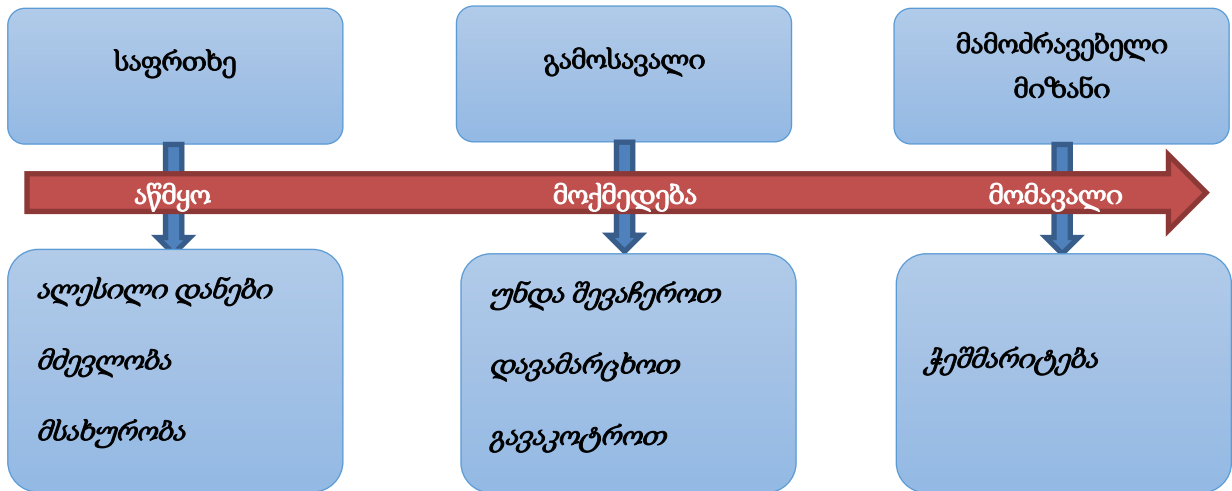 საფრთხე
გამოსავალი
მამოძრავებელი
მიზანი
აწმყო
მოქმედება
მომავალი
ალესილი დანები
მძევლობა
მსახურობა
უნდა შევაჩეროთ
დავამარცხოთ
გავაკოტროთ
ჭეშმარიტება